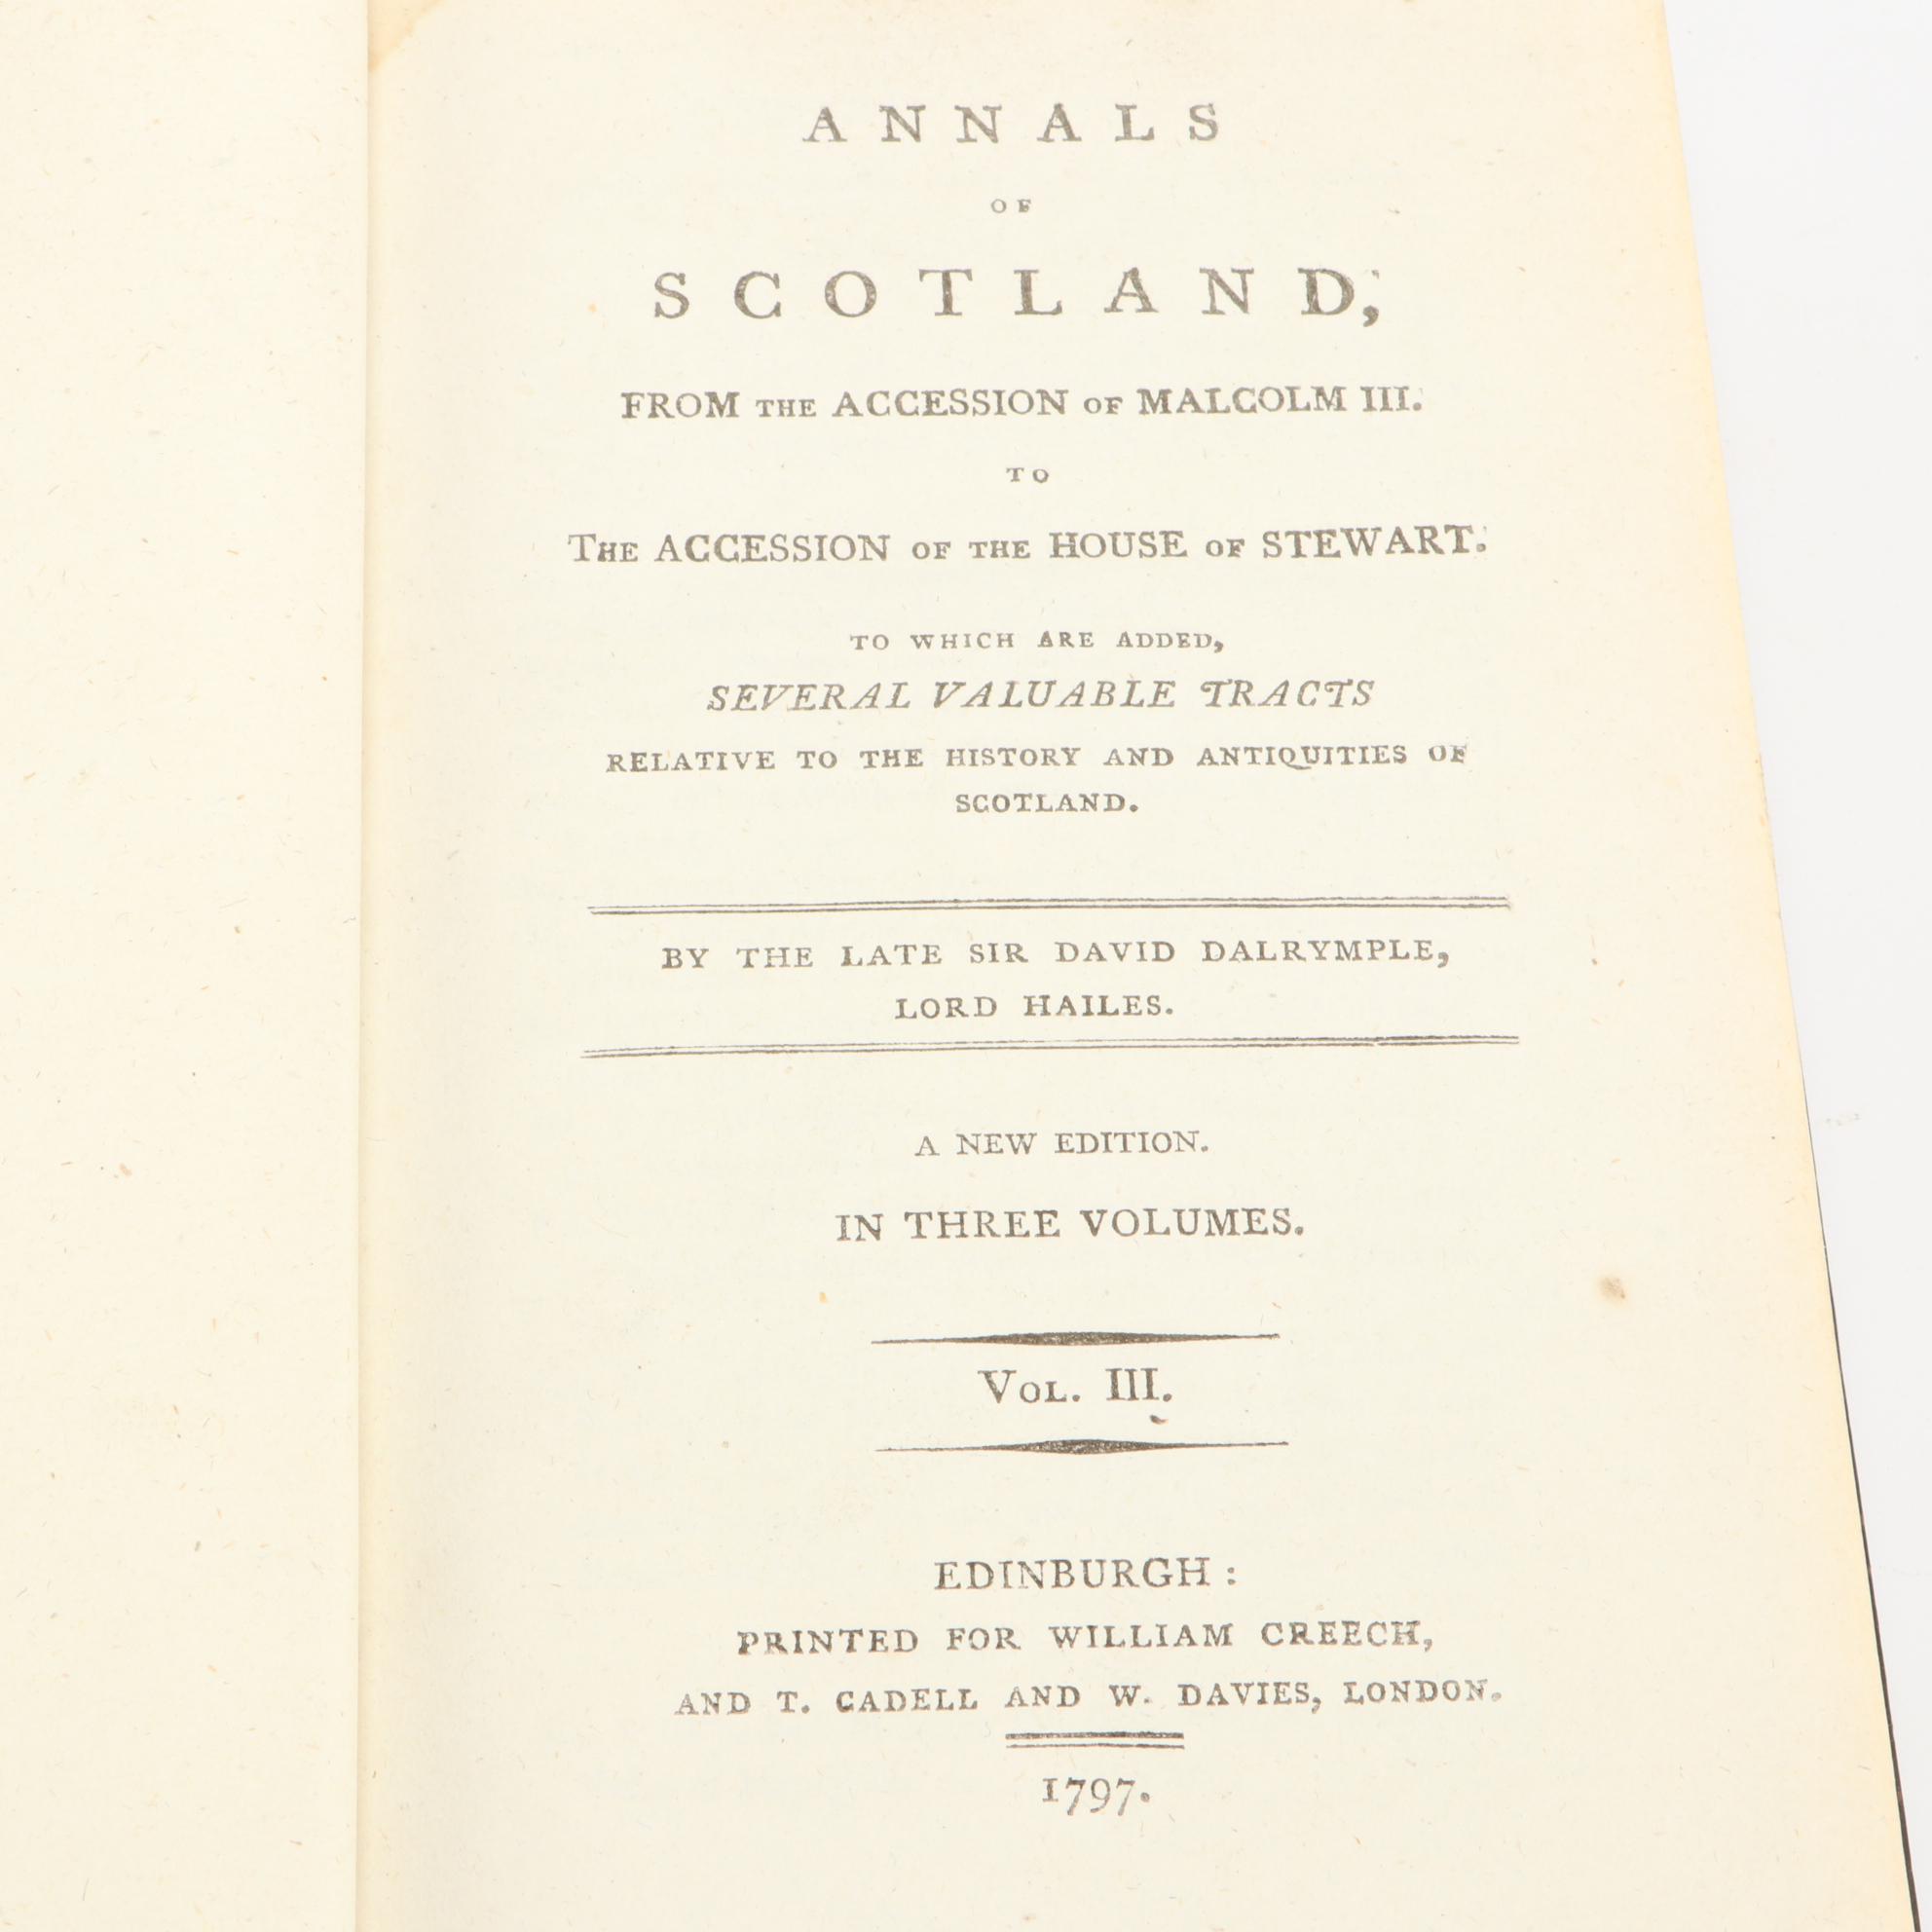 ANNALS
OF
SCOTLAND,
FROM THE ACCESSION OF MALCOLM III.
TO
THE ACCESSION OF THE HOUSE OF STEWART.
TO WHICH ARE ADDED,
SEVERAL VALUABLE TRACTS
RELATIVE TO THE HISTORY AND ANTIQUITIES OF
SCOTLAND.
BY THE LATE SIR DAVID DALRYMPLE,
LORD HAILES.
A NEW EDITION.
IN THREE VOLUMES.
VOL. III.
EDINBURGH:
PRINTED FOR WILLIAM CREECH,
AND T. CADELL AND W. DAVIES, LONDON.
1797.